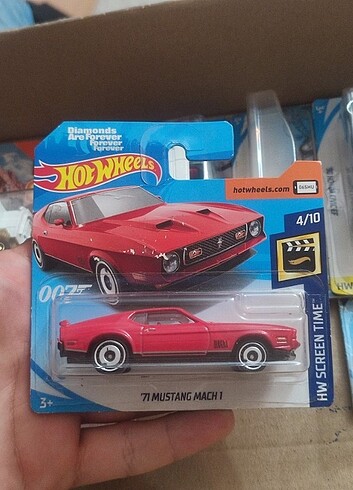 Diamonds
Are Forever
Forever
Forever
HOT WHEELS
hotwheels.com
4/10
007
HW SCREEN TIME
'71 MUSTANG MACH 1
3+
HW